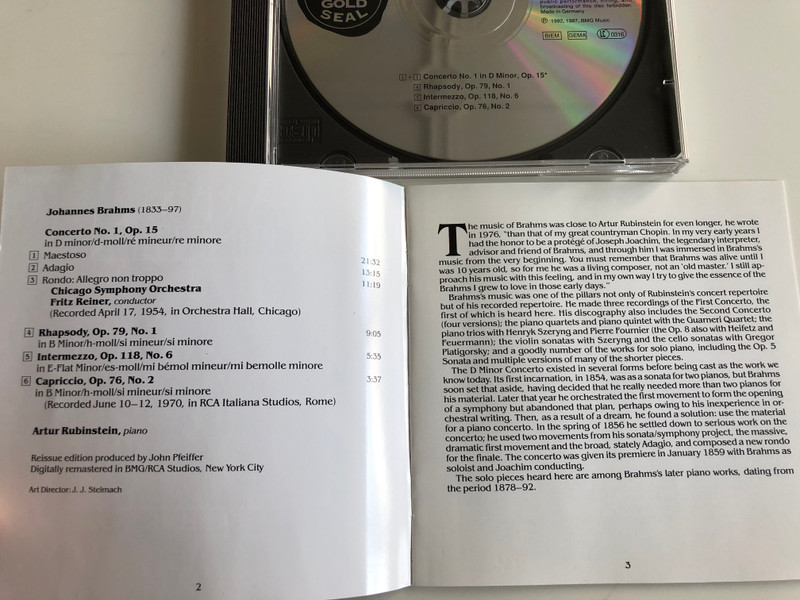 GOLD
SEAL
public performance, hiring, and
broadcasting of this disc forbidden.
Made in Germany
℗ 1992, 1987, BMG Music
BIEM GEMA LC 0316
1 - 3 Concerto No. 1 in D Minor, Op. 15*
4 Rhapsody, Op. 79, No. 1
5 Intermezzo, Op. 118, No. 6
6 Capriccio, Op. 76, No. 2
Johannes Brahms (1833–97)
Concerto No. 1, Op. 15
in D minor/d-moll/ré mineur/re minore
1 Maestoso 21:32
2 Adagio 13:15
3 Rondo: Allegro non troppo 11:19
Chicago Symphony Orchestra
Fritz Reiner, conductor
(Recorded April 17, 1954, in Orchestra Hall, Chicago)
4 Rhapsody, Op. 79, No. 1 9:05
in B Minor/h-moll/si mineur/si minore
5 Intermezzo, Op. 118, No. 6 5:35
in E-Flat Minor/es-moll/mi bémol mineur/mi bemolle minore
6 Capriccio, Op. 76, No. 2 3:37
in B Minor/h-moll/si mineur/si minore
(Recorded June 10–12, 1970, in RCA Italiana Studios, Rome)
Artur Rubinstein, piano
Reissue edition produced by John Pfeiffer
Digitally remastered in BMG/RCA Studios, New York City
Art Director: J. J. Stelmach
2
The music of Brahms was close to Artur Rubinstein for even longer, he wrote
in 1976, "than that of my great countryman Chopin. In my very early years I
had the honor to be a protégé of Joseph Joachim, the legendary interpreter,
advisor and friend of Brahms, and through him I was immersed in Brahms's
music from the very beginning. You must remember that Brahms was alive until I
was 10 years old, so for me he was a living composer, not an 'old master.' I still ap-
proach his music with this feeling, and in my own way I try to give the essence of the
Brahms I grew to love in those early days."
Brahms's music was one of the pillars not only of Rubinstein's concert repertoire
but of his recorded repertoire. He made three recordings of the First Concerto, the
first of which is heard here. His discography also includes the Second Concerto
(four versions); the piano quartets and piano quintet with the Guarneri Quartet; the
piano trios with Henryk Szeryng and Pierre Fournier (the Op. 8 also with Heifetz and
Feuermann); the violin sonatas with Szeryng and the cello sonatas with Gregor
Piatigorsky; and a goodly number of the works for solo piano, including the Op. 5
Sonata and multiple versions of many of the shorter pieces.
The D Minor Concerto existed in several forms before being cast as the work we
know today. Its first incarnation, in 1854, was as a sonata for two pianos, but Brahms
soon set that aside, having decided that he really needed more than two pianos for
his material. Later that year he orchestrated the first movement to form the opening
of a symphony but abandoned that plan, perhaps owing to his inexperience in or-
chestral writing. Then, as a result of a dream, he found a solution: use the material
for a piano concerto. In the spring of 1856 he settled down to serious work on the
concerto; he used two movements from his sonata/symphony project, the massive,
dramatic first movement and the broad, stately Adagio, and composed a new rondo
for the finale. The concerto was given its premiere in January 1859 with Brahms as
soloist and Joachim conducting.
The solo pieces heard here are among Brahms's later piano works, dating from
the period 1878–92.
3